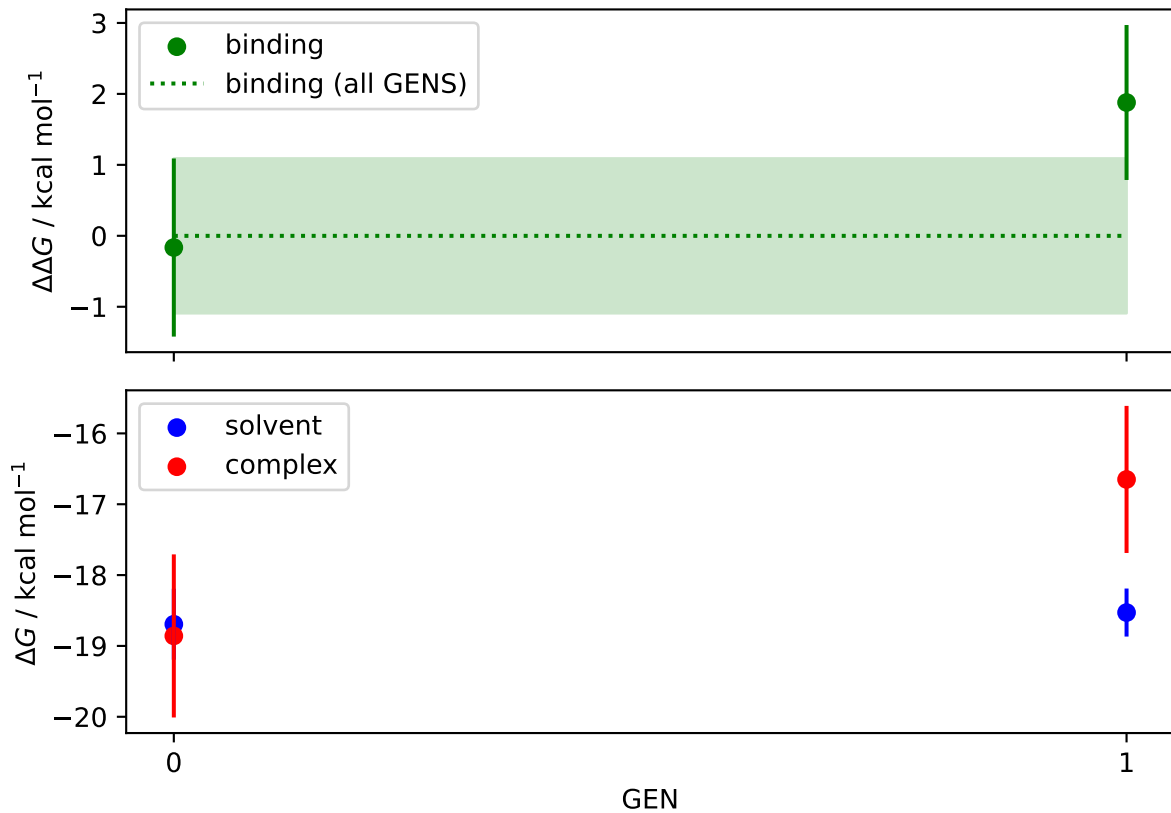 3
2
1
0
−1
ΔΔG / kcal mol⁻¹
binding
binding (all GENS)
−16
−17
−18
−19
−20
ΔG / kcal mol⁻¹
solvent
complex
0
1
GEN